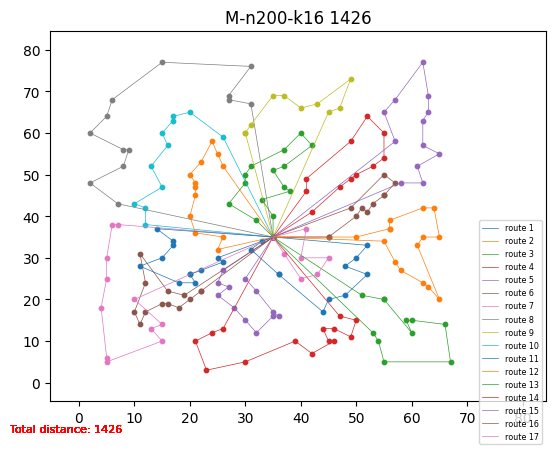 M-n200-k16 1426
80
70
60
50
40
30
20
10
0
route 1
route 2
route 3
route 4
route 5
route 6
route 7
route 8
route 9
route 10
route 11
route 12
route 13
route 14
route 15
route 16
route 17
0 10 20 30 40 50 60 70 80
Total distance: 1426